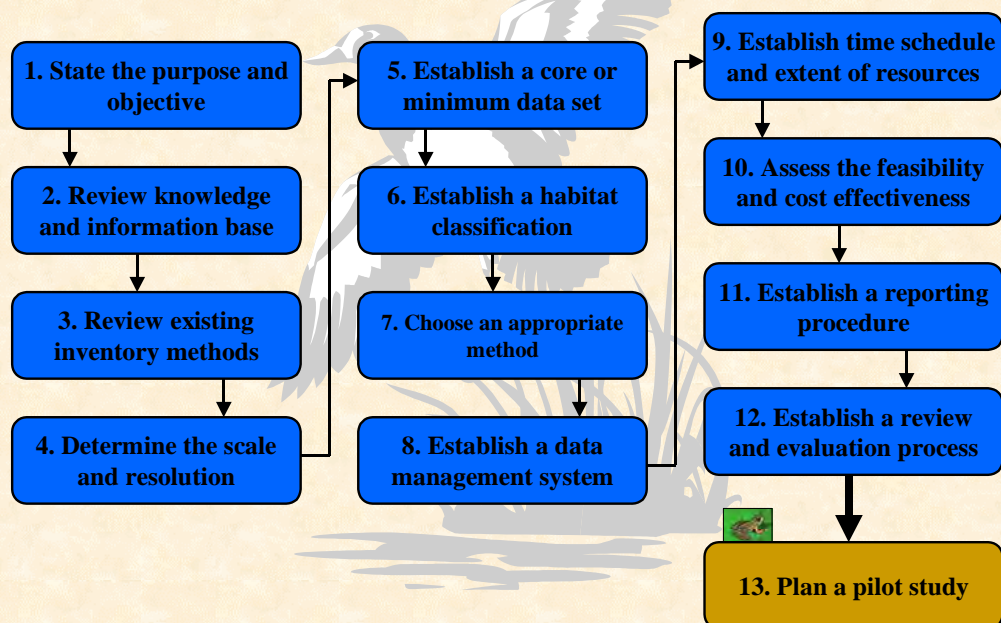 1. State the purpose and
objective
2. Review knowledge
and information base
3. Review existing
inventory methods
4. Determine the scale
and resolution
5. Establish a core or
minimum data set
6. Establish a habitat
classification
7. Choose an appropriate
method
8. Establish a data
management system
9. Establish time schedule
and extent of resources
10. Assess the feasibility
and cost effectiveness
11. Establish a reporting
procedure
12. Establish a review
and evaluation process
13. Plan a pilot study